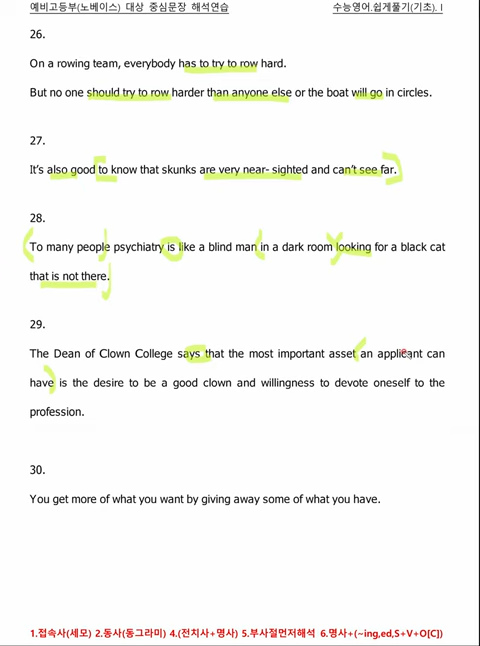 예비고등부(노베이스) 대상 중심문장 해석연습 수능영어.쉽게풀기(기초). I
26.
On a rowing team, everybody has to try to row hard.
But no one should try to row harder than anyone else or the boat will go in circles.
27.
It's also good to know that skunks are very near- sighted and can't see far.
28.
To many people psychiatry is like a blind man in a dark room looking for a black cat
that is not there.
29.
The Dean of Clown College says that the most important asset an applicant can
have is the desire to be a good clown and willingness to devote oneself to the
profession.
30.
You get more of what you want by giving away some of what you have.
1.접속사(세모) 2.동사(동그라미) 4.(전치사+명사) 5.부사절먼저해석 6.명사+(~ing,ed,S+V+O[C])